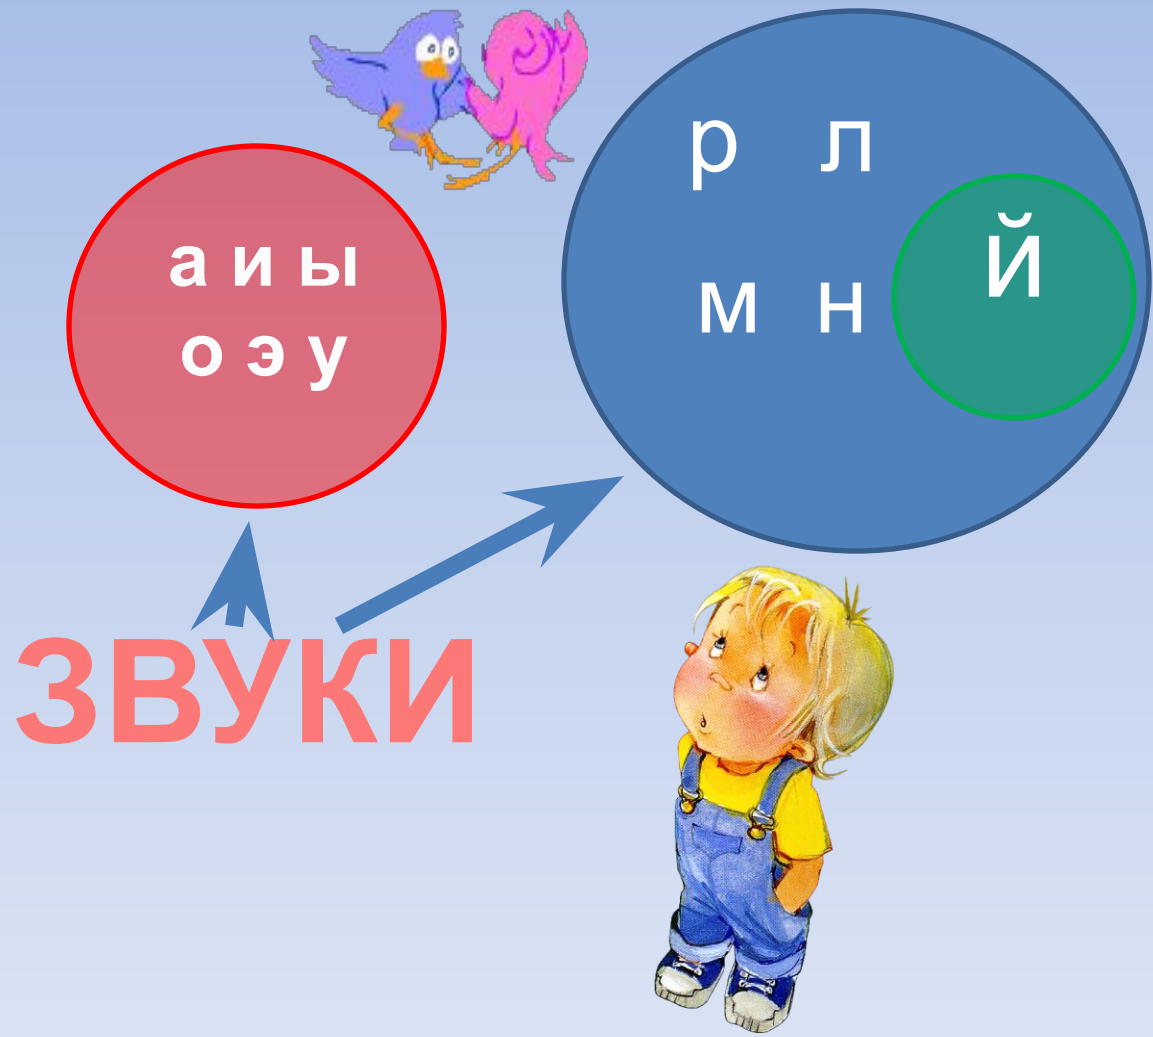 а и ы
о э у
р л
м н
й
ЗВУКИ